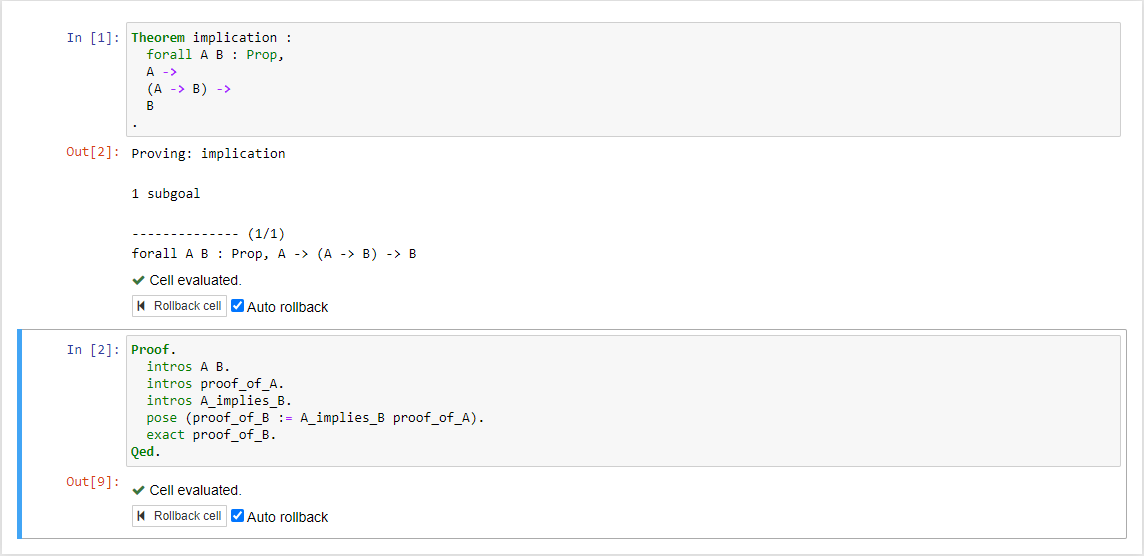 In [1]: Theorem implication :
forall A B : Prop,
A ->
(A -> B) ->
B
.
Out[2]: Proving: implication
1 subgoal
-------------- (1/1)
forall A B : Prop, A -> (A -> B) -> B
✔ Cell evaluated.
Rollback cell Auto rollback
In [2]: Proof.
intros A B.
intros proof_of_A.
intros A_implies_B.
pose (proof_of_B := A_implies_B proof_of_A).
exact proof_of_B.
Qed.
Out[9]:
✔ Cell evaluated.
Rollback cell Auto rollback